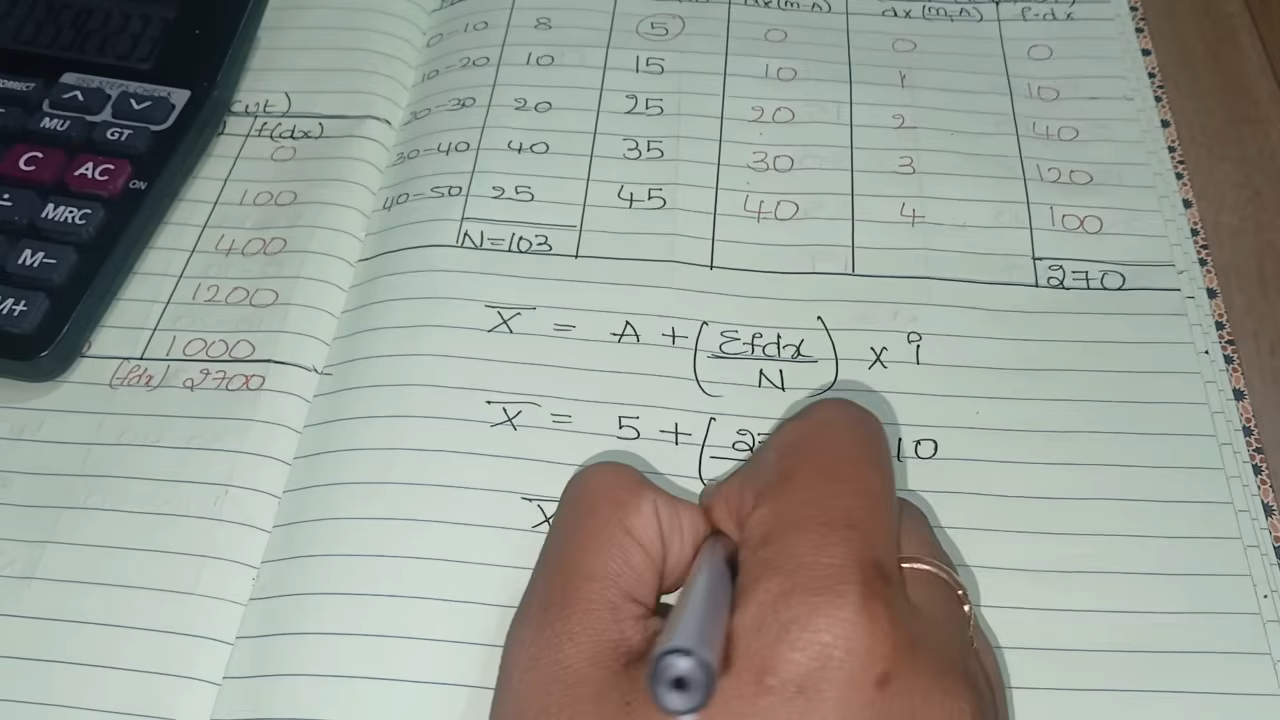 dx(m-A) f-dx
0-10 8 5 0 0 0
10-20 10 15 10 1 10
20-30 20 25 20 2 40
30-40 40 35 30 3 120
40-50 25 45 40 4 100
N=103
270
X = A + (Σfdx/N) x i
X = 5 + ( 10
X
f(dx)
0
100
400
1200
1000
(fdx) 2700
MU GT
C AC ON
÷ MRC
M-
M+